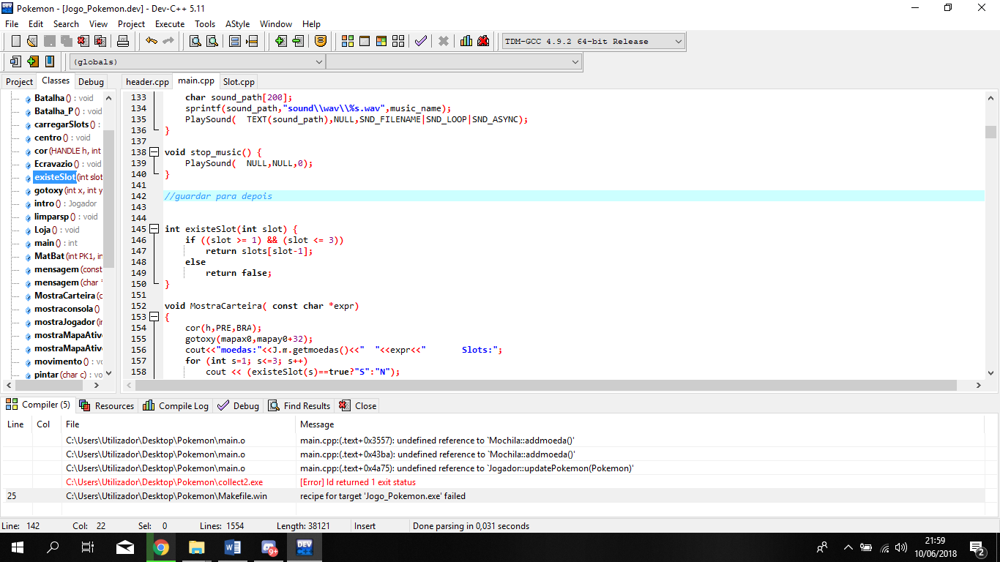 Pokemon - [Jogo_Pokemon.dev] - Dev-C++ 5.11
File Edit Search View Project Execute Tools AStyle Window Help
TDM-GCC 4.9.2 64-bit Release
(globals)
Project Classes Debug
header.cpp main.cpp Slot.cpp
Batalha () : void
Batalha_P () : void
carregarSlots () :
centro () : void
cor (HANDLE h, int
Ecravazio () : void
existeSlot (int slot
gotoxy (int x, int y
intro () : Jogador
limparsp () : void
Loja () : void
main () : int
MatBat (int PK1, in
mensagem (const
mensagem (char *
MostraCarteira (c
mostraconsola ()
mostraJogador (in
mostraMapaAtiv
mostraMapaAtiv
movimento () : vo
pintar (char c) : vo
133 char sound_path[200];
134 sprintf(sound_path,"sound\\wav\\%s.wav",music_name);
135 PlaySound( TEXT(sound_path),NULL,SND_FILENAME|SND_LOOP|SND_ASYNC);
136 }
137
138 void stop_music() {
139 PlaySound( NULL,NULL,0);
140 }
141
142 //guardar para depois
143
144
145 int existeSlot(int slot) {
146 if ((slot >= 1) && (slot <= 3))
147 return slots[slot-1];
148 else
149 return false;
150 }
151
152 void MostraCarteira( const char *expr)
153 {
154 cor(h,PRE,BRA);
155 gotoxy(mapax0,mapay0+32);
156 cout<<"moedas:"<<J.m.getmoedas()<<" "<<expr<<" Slots:";
157 for (int s=1; s<=3; s++)
158 cout << (existeSlot(s)==true?"S":"N");
Compiler (5) Resources Compile Log Debug Find Results Close
Line Col File Message
C:\Users\Utilizador\Desktop\Pokemon\main.o main.cpp:(.text+0x3557): undefined reference to `Mochila::addmoeda()'
C:\Users\Utilizador\Desktop\Pokemon\main.o main.cpp:(.text+0x43ba): undefined reference to `Mochila::addmoeda()'
C:\Users\Utilizador\Desktop\Pokemon\main.o main.cpp:(.text+0x4a75): undefined reference to `Jogador::updatePokemon(Pokemon)'
C:\Users\Utilizador\Desktop\Pokemon\collect2.exe [Error] ld returned 1 exit status
25 C:\Users\Utilizador\Desktop\Pokemon\Makefile.win recipe for target 'Jogo_Pokemon.exe' failed
Line: 142 Col: 22 Sel: 0 Lines: 1554 Length: 38121 Insert Done parsing in 0,031 seconds
DEV
9+
21:59
10/06/2018
2